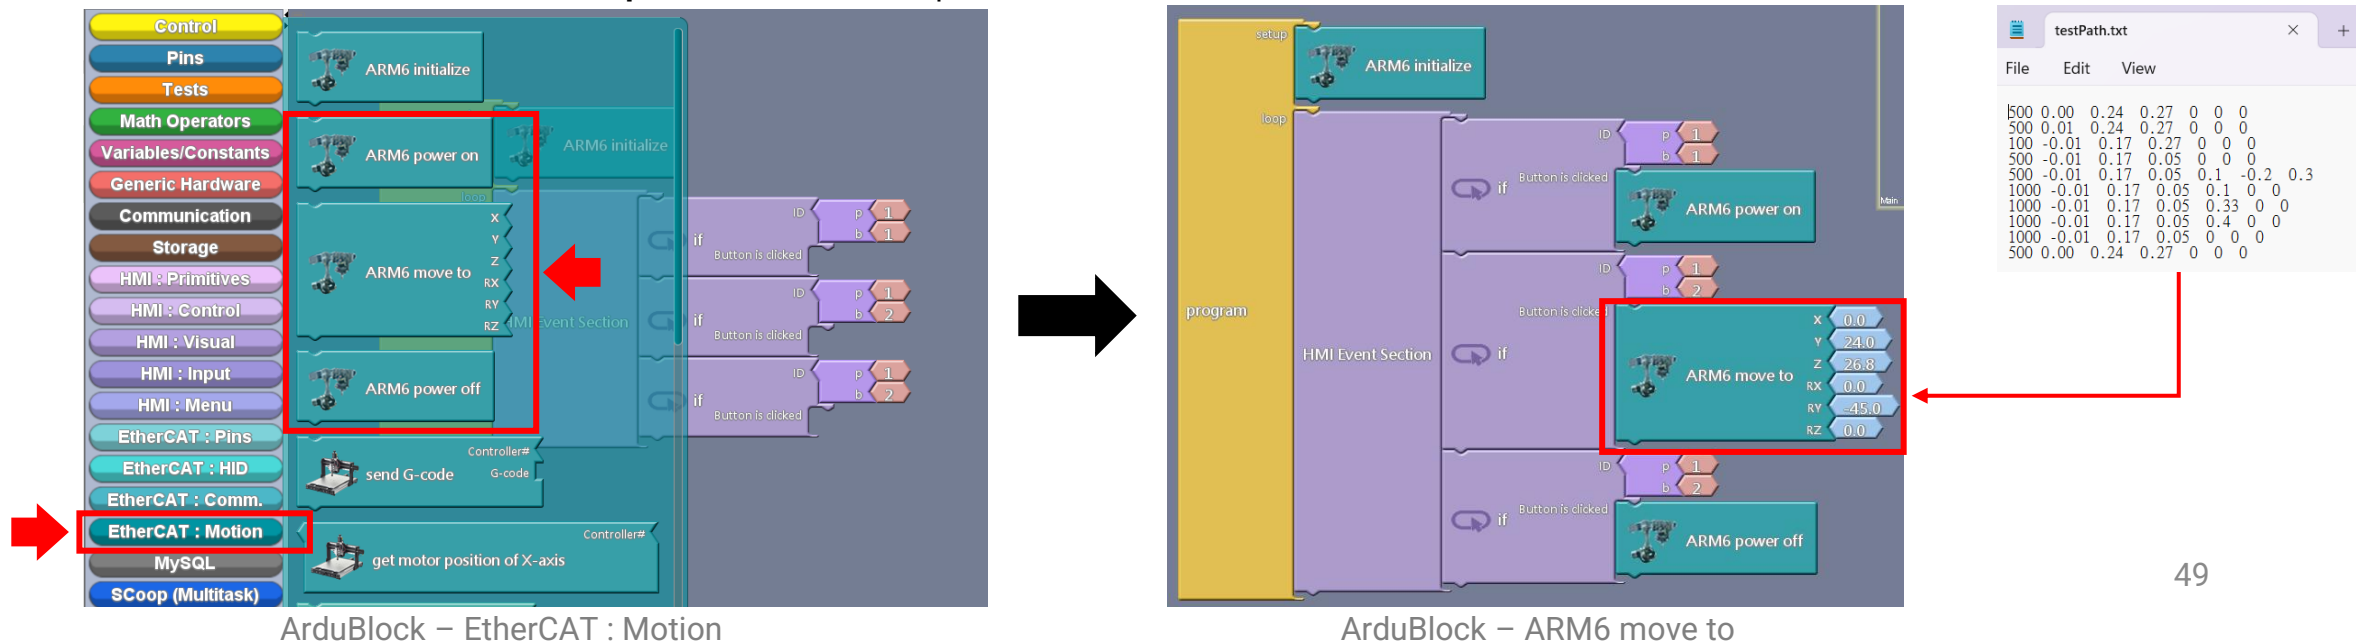 Control
Pins
Tests
Math Operators
Variables/Constants
Generic Hardware
Communication
Storage
HMI : Primitives
HMI : Control
HMI : Visual
HMI : Input
HMI : Menu
EtherCAT : Pins
EtherCAT : HID
EtherCAT : Comm.
EtherCAT : Motion
MySQL
SCoop (Multitask)
ARM6 initialize
ARM6 power on
ARM6 move to
X
Y
Z
RX
RY
RZ
ARM6 power off
send G-code
Controller#
G-code
get motor position of X-axis
Controller#
ARM6 initialize
loop
HMI Event Section
if
ID
p 1
b 1
Button is clicked
if
ID
p 1
b 2
Button is clicked
if
ID
p 1
b 2
Button is clicked
ArduBlock – EtherCAT : Motion
program
setup
ARM6 initialize
loop
HMI Event Section
if
ID
p 1
b 1
Button is clicked
ARM6 power on
if
ID
p 1
b 2
Button is clicked
ARM6 move to
X 0.0
Y 24.0
Z 26.8
RX 0.0
RY -45.0
RZ 0.0
if
ID
p 1
b 2
Button is clicked
ARM6 power off
Main
ArduBlock – ARM6 move to
testPath.txt
File Edit View
500 0.00 0.24 0.27 0 0 0
500 0.01 0.24 0.27 0 0 0
100 -0.01 0.17 0.27 0 0 0
500 -0.01 0.17 0.05 0 0 0
500 -0.01 0.17 0.05 0.1 -0.2 0.3
1000 -0.01 0.17 0.05 0.1 0 0
1000 -0.01 0.17 0.05 0.33 0 0
1000 -0.01 0.17 0.05 0.4 0 0
1000 -0.01 0.17 0.05 0 0 0
500 0.00 0.24 0.27 0 0 0
49